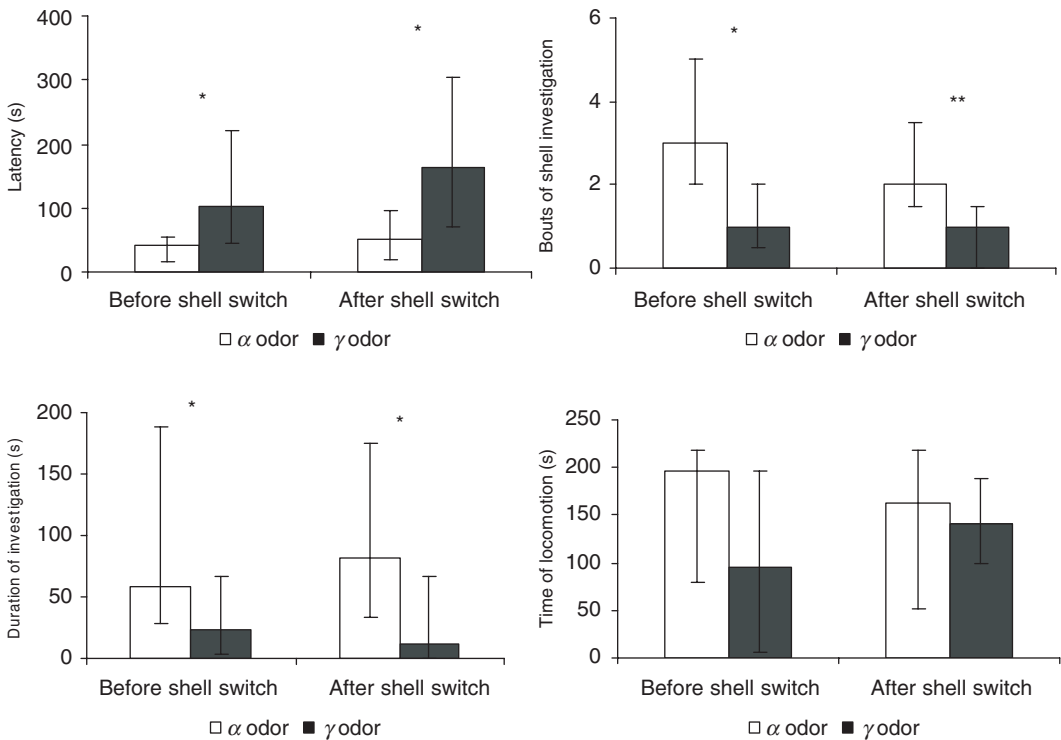 Latency (s)
400
300
200
100
0
*
*
Before shell switch
After shell switch
α odor
γ odor
Bouts of shell investigation
6
4
2
0
*
**
Before shell switch
After shell switch
α odor
γ odor
Duration of investigation (s)
200
150
100
50
0
*
*
Before shell switch
After shell switch
α odor
γ odor
Time of locomotion (s)
250
200
150
100
50
0
Before shell switch
After shell switch
α odor
γ odor